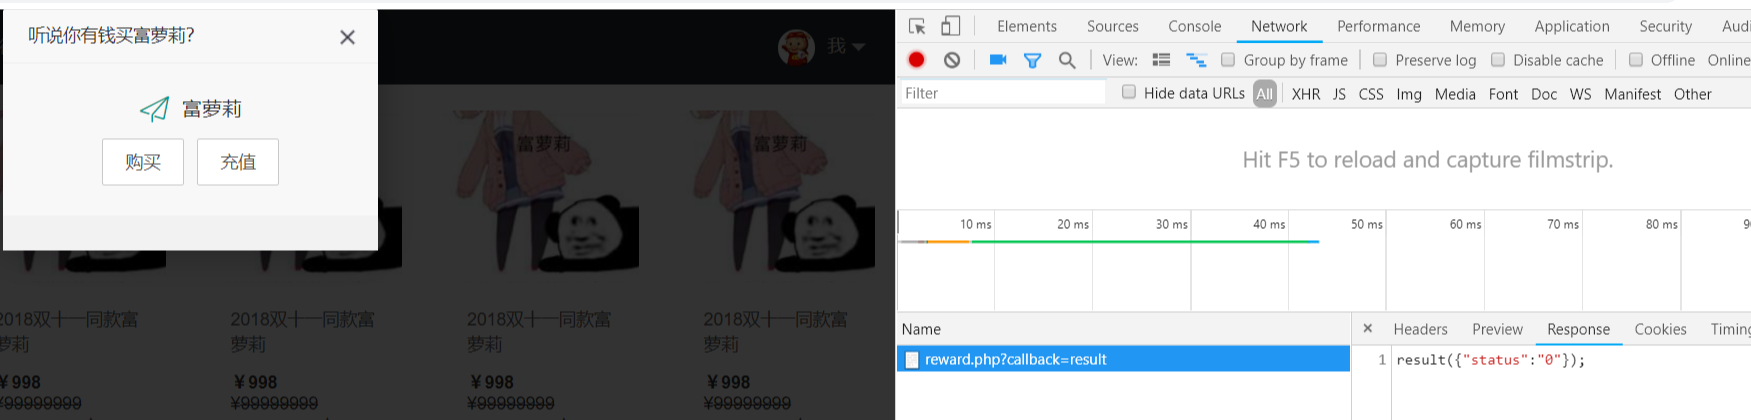 听说你有钱买富萝莉?
富萝莉
购买
充值
我
富萝莉
富萝莉
2018双十一同款富
萝莉
￥998
¥99999999
2018双十一同款富
萝莉
￥998
¥99999999
2018双十一同款富
萝莉
￥998
¥99999999
2018双十一同款富
萝莉
￥998
¥99999999
Elements Sources Console Network Performance Memory Application Security Audi
View: Group by frame Preserve log Disable cache Offline Online
Filter Hide data URLs All XHR JS CSS Img Media Font Doc WS Manifest Other
Hit F5 to reload and capture filmstrip.
10 ms 20 ms 30 ms 40 ms 50 ms 60 ms 70 ms 80 ms 9
Name
reward.php?callback=result
Headers Preview Response Cookies Timing
1 result({"status":"0"});